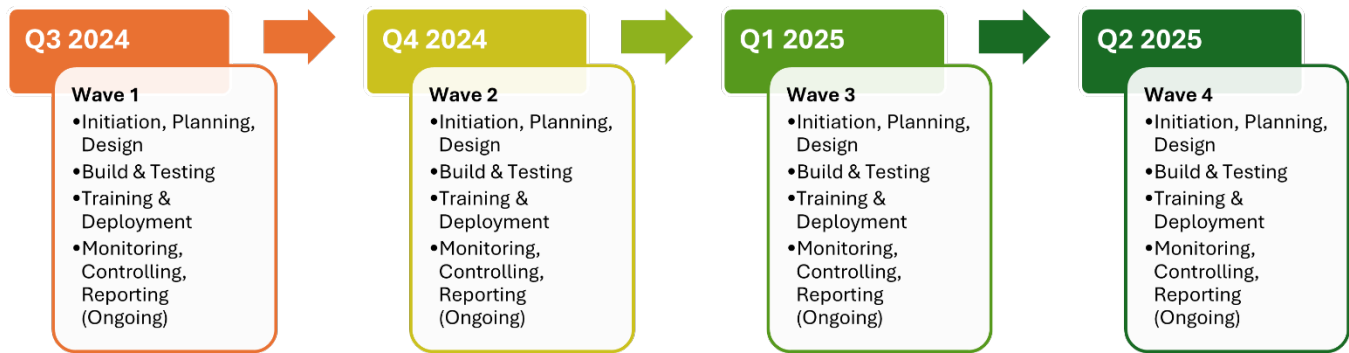 Q3 2024
Wave 1
•Initiation, Planning,
Design
•Build & Testing
•Training &
Deployment
•Monitoring,
Controlling,
Reporting
(Ongoing)
Q4 2024
Wave 2
•Initiation, Planning,
Design
•Build & Testing
•Training &
Deployment
•Monitoring,
Controlling,
Reporting
(Ongoing)
Q1 2025
Wave 3
•Initiation, Planning,
Design
•Build & Testing
•Training &
Deployment
•Monitoring,
Controlling,
Reporting
(Ongoing)
Q2 2025
Wave 4
•Initiation, Planning,
Design
•Build & Testing
•Training &
Deployment
•Monitoring,
Controlling,
Reporting
(Ongoing)